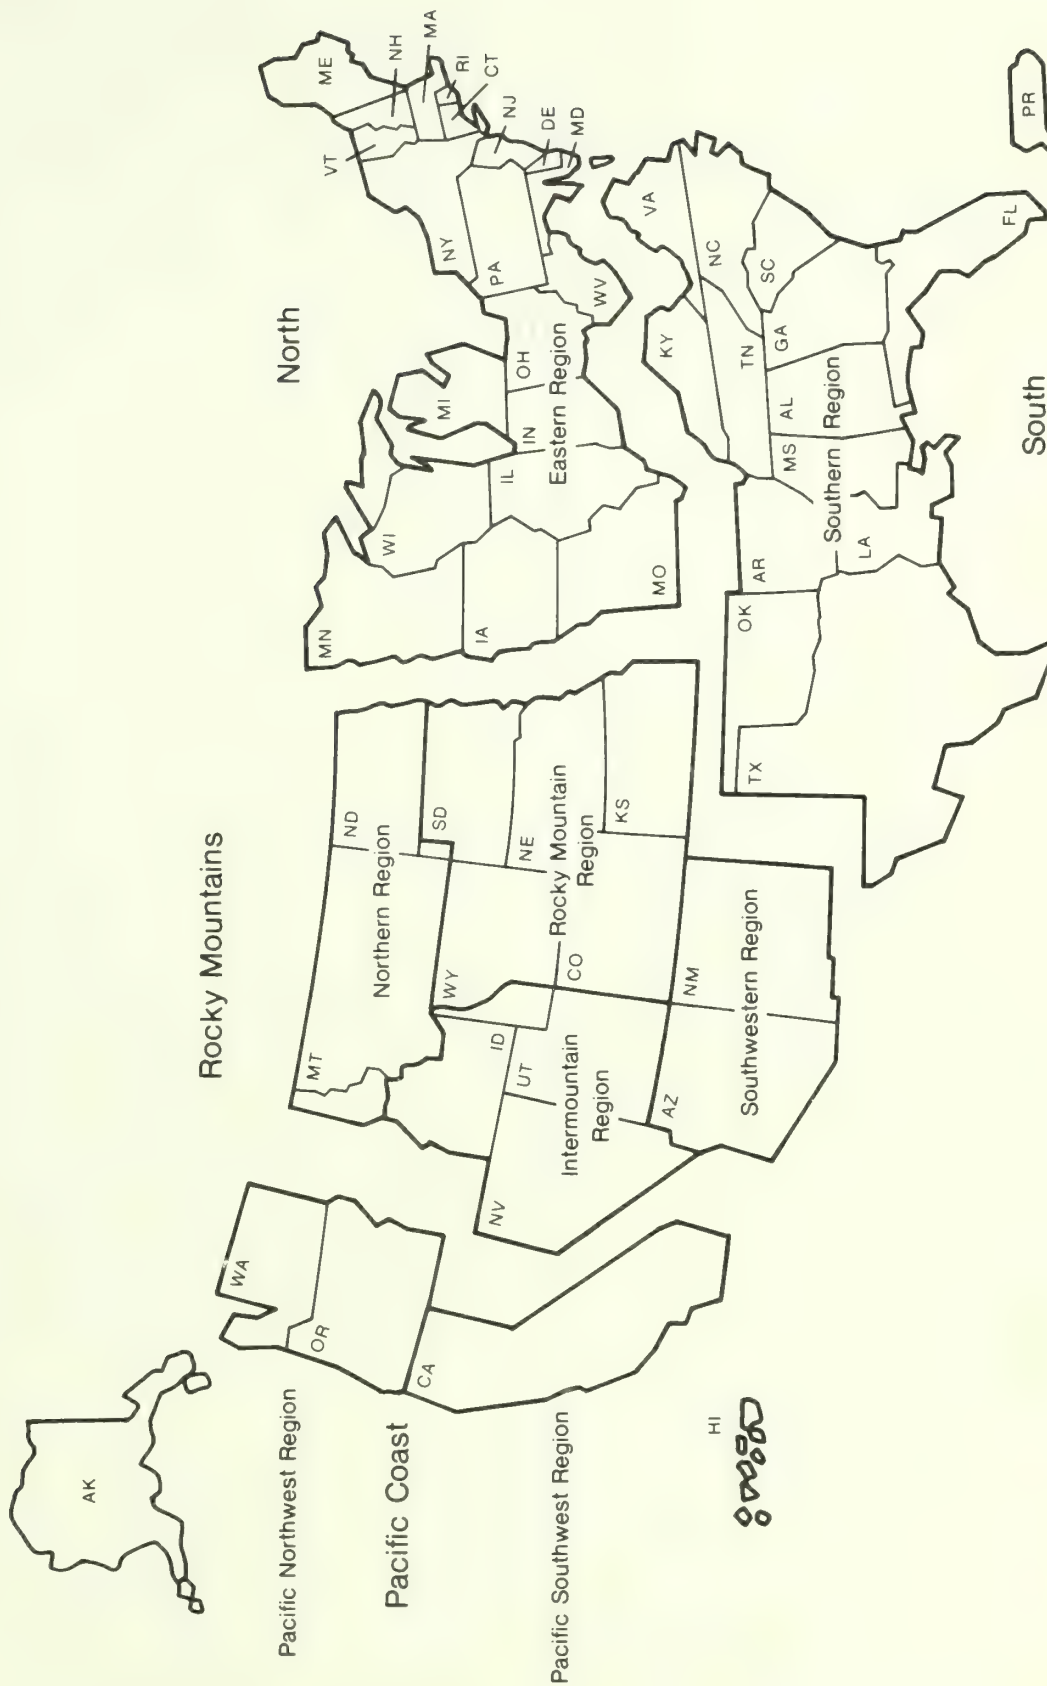 AK
Pacific Northwest Region
Pacific Coast
Pacific Southwest Region
HI
WA
OR
CA
Rocky Mountains
MT
ND
Northern Region
ID
WY
SD
NE
Rocky Mountain
Region
KS
CO
NV
UT
Intermountain
Region
AZ
NM
Southwestern Region
North
MN
WI
MI
IA
IL
IN
OH
MO
Eastern Region
WV
PA
NY
VT
ME
NH
MA
RI
CT
NJ
DE
MD
TX
OK
AR
LA
MS
AL
GA
TN
KY
VA
NC
SC
FL
Southern Region
South
PR